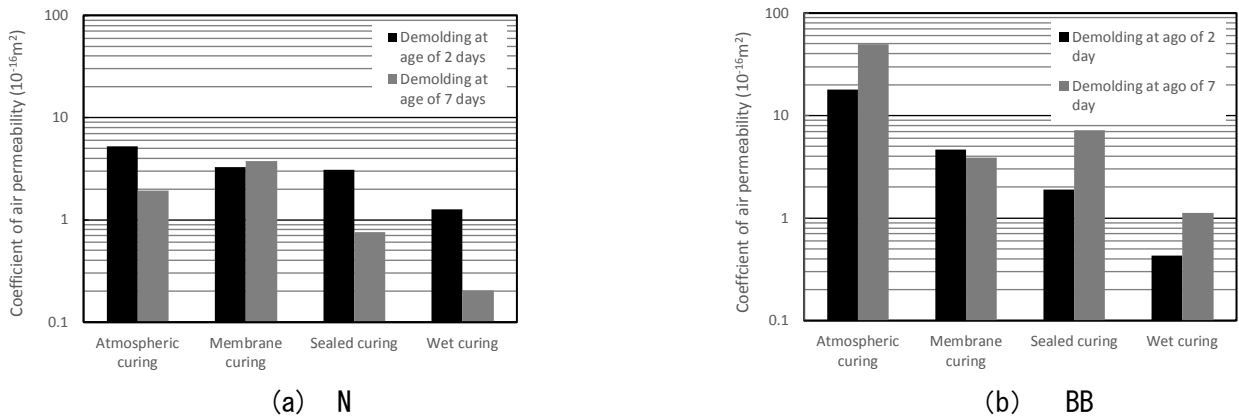 Coefficient of air permeability (10⁻¹⁶m²)
100
10
1
0.1
Demolding at
age of 2 days
Demolding at
age of 7 days
Atmospheric
curing
Membrane
curing
Sealed curing
Wet curing
(a) N
Coeffcient of air permeability (10⁻¹⁶m²)
100
10
1
0.1
Demolding at ago of 2
day
Demolding at ago of 7
day
Atmospheric
curing
Membrane
curing
Sealed curing
Wet curing
(b) BB